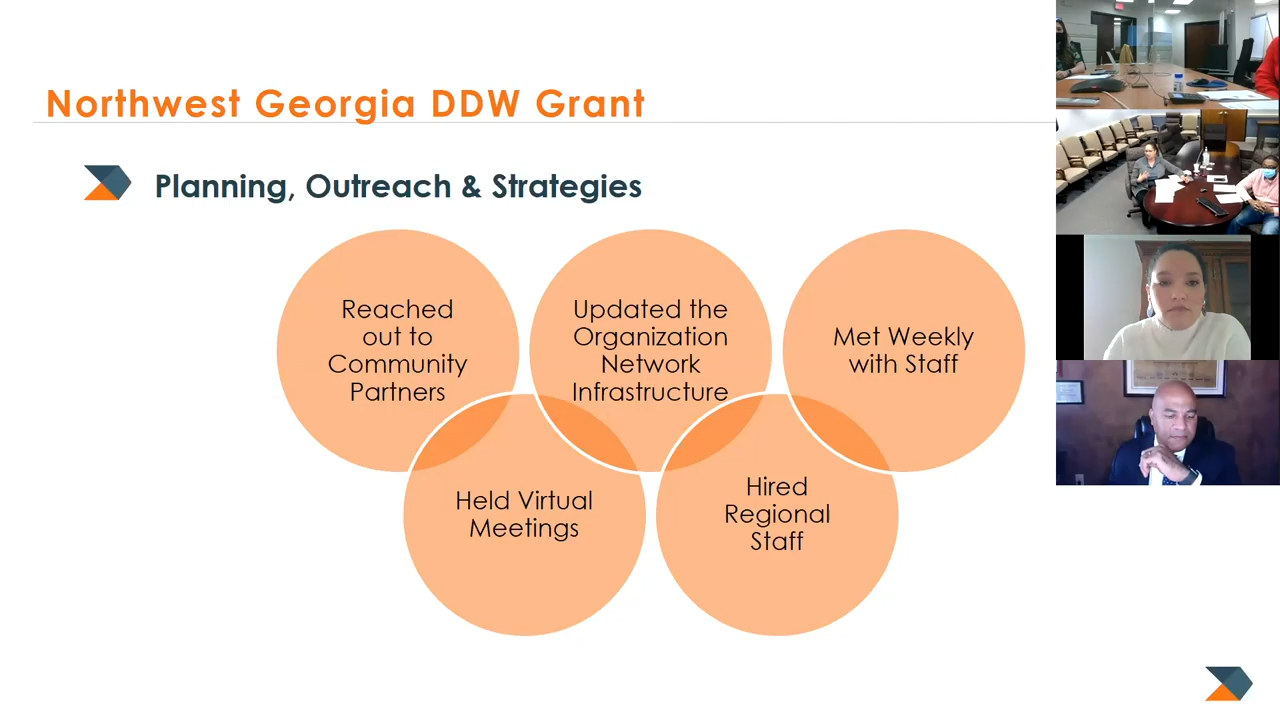 Northwest Georgia DDW Grant
Planning, Outreach & Strategies
Reached
out to
Community
Partners
Updated the
Organization
Network
Infrastructure
Met Weekly
with Staff
Held Virtual
Meetings
Hired
Regional
Staff